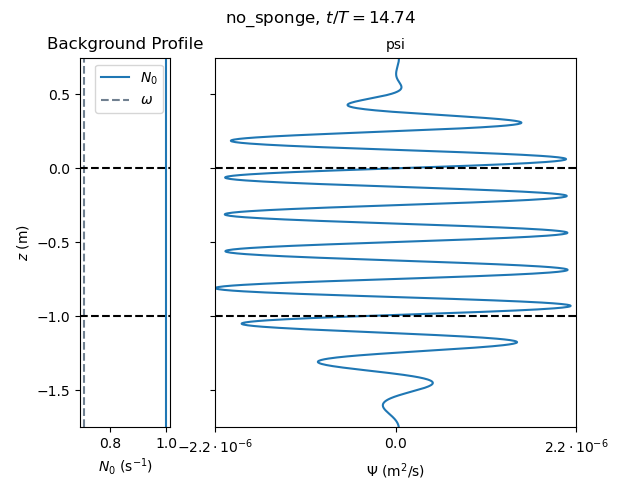 no_sponge, t/T = 14.74
Background Profile
psi
N₀
ω
0.5
0.0
−0.5
−1.0
−1.5
z (m)
0.8
1.0
N₀ (s⁻¹)
−2.2 · 10⁻⁶
0.0
2.2 · 10⁻⁶
Ψ (m²/s)